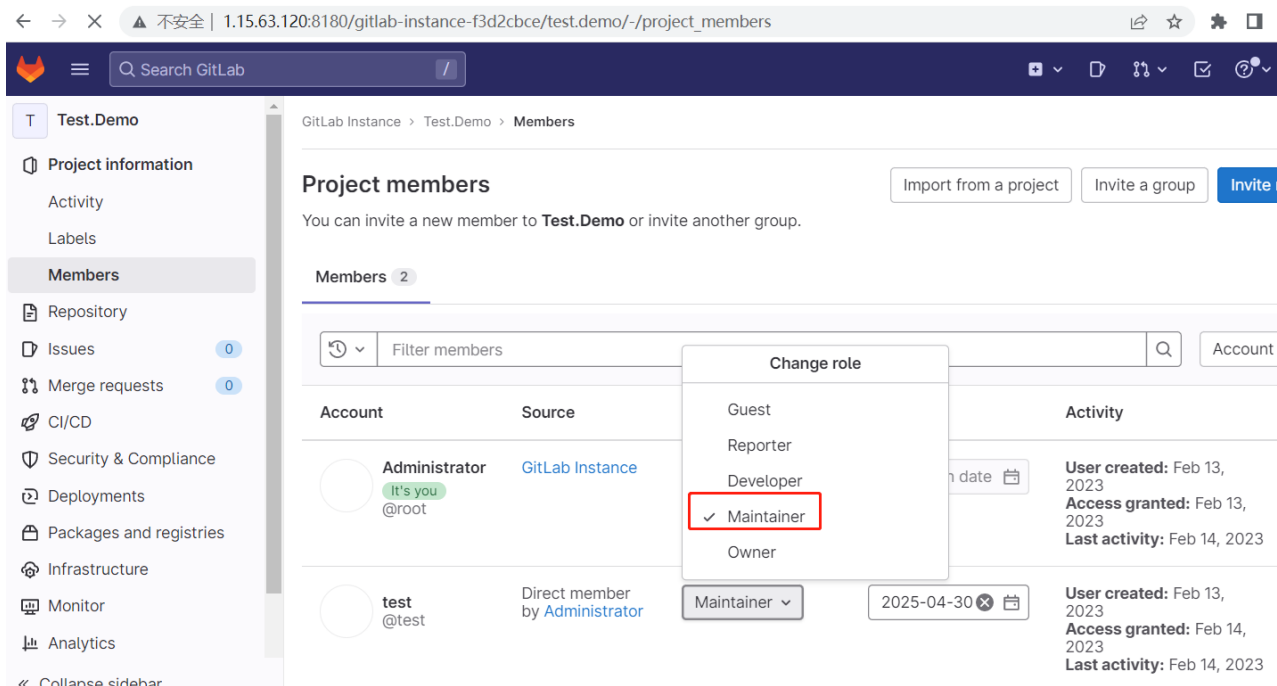 不安全 | 1.15.63.120:8180/gitlab-instance-f3d2cbce/test.demo/-/project_members
Search GitLab /
T Test.Demo
Project information
Activity
Labels
Members
Repository
Issues 0
Merge requests 0
CI/CD
Security & Compliance
Deployments
Packages and registries
Infrastructure
Monitor
Analytics
Collapse sidebar
GitLab Instance > Test.Demo > Members
Project members
Import from a project
Invite a group
Invite
You can invite a new member to Test.Demo or invite another group.
Members 2
Filter members
Account
Change role
Guest
Reporter
Developer
Maintainer
Owner
Account Source Activity
Administrator
It's you
@root
GitLab Instance
date
User created: Feb 13,
2023
Access granted: Feb 13,
2023
Last activity: Feb 14, 2023
test
@test
Direct member
by Administrator
Maintainer
2025-04-30
User created: Feb 13,
2023
Access granted: Feb 14,
2023
Last activity: Feb 14, 2023